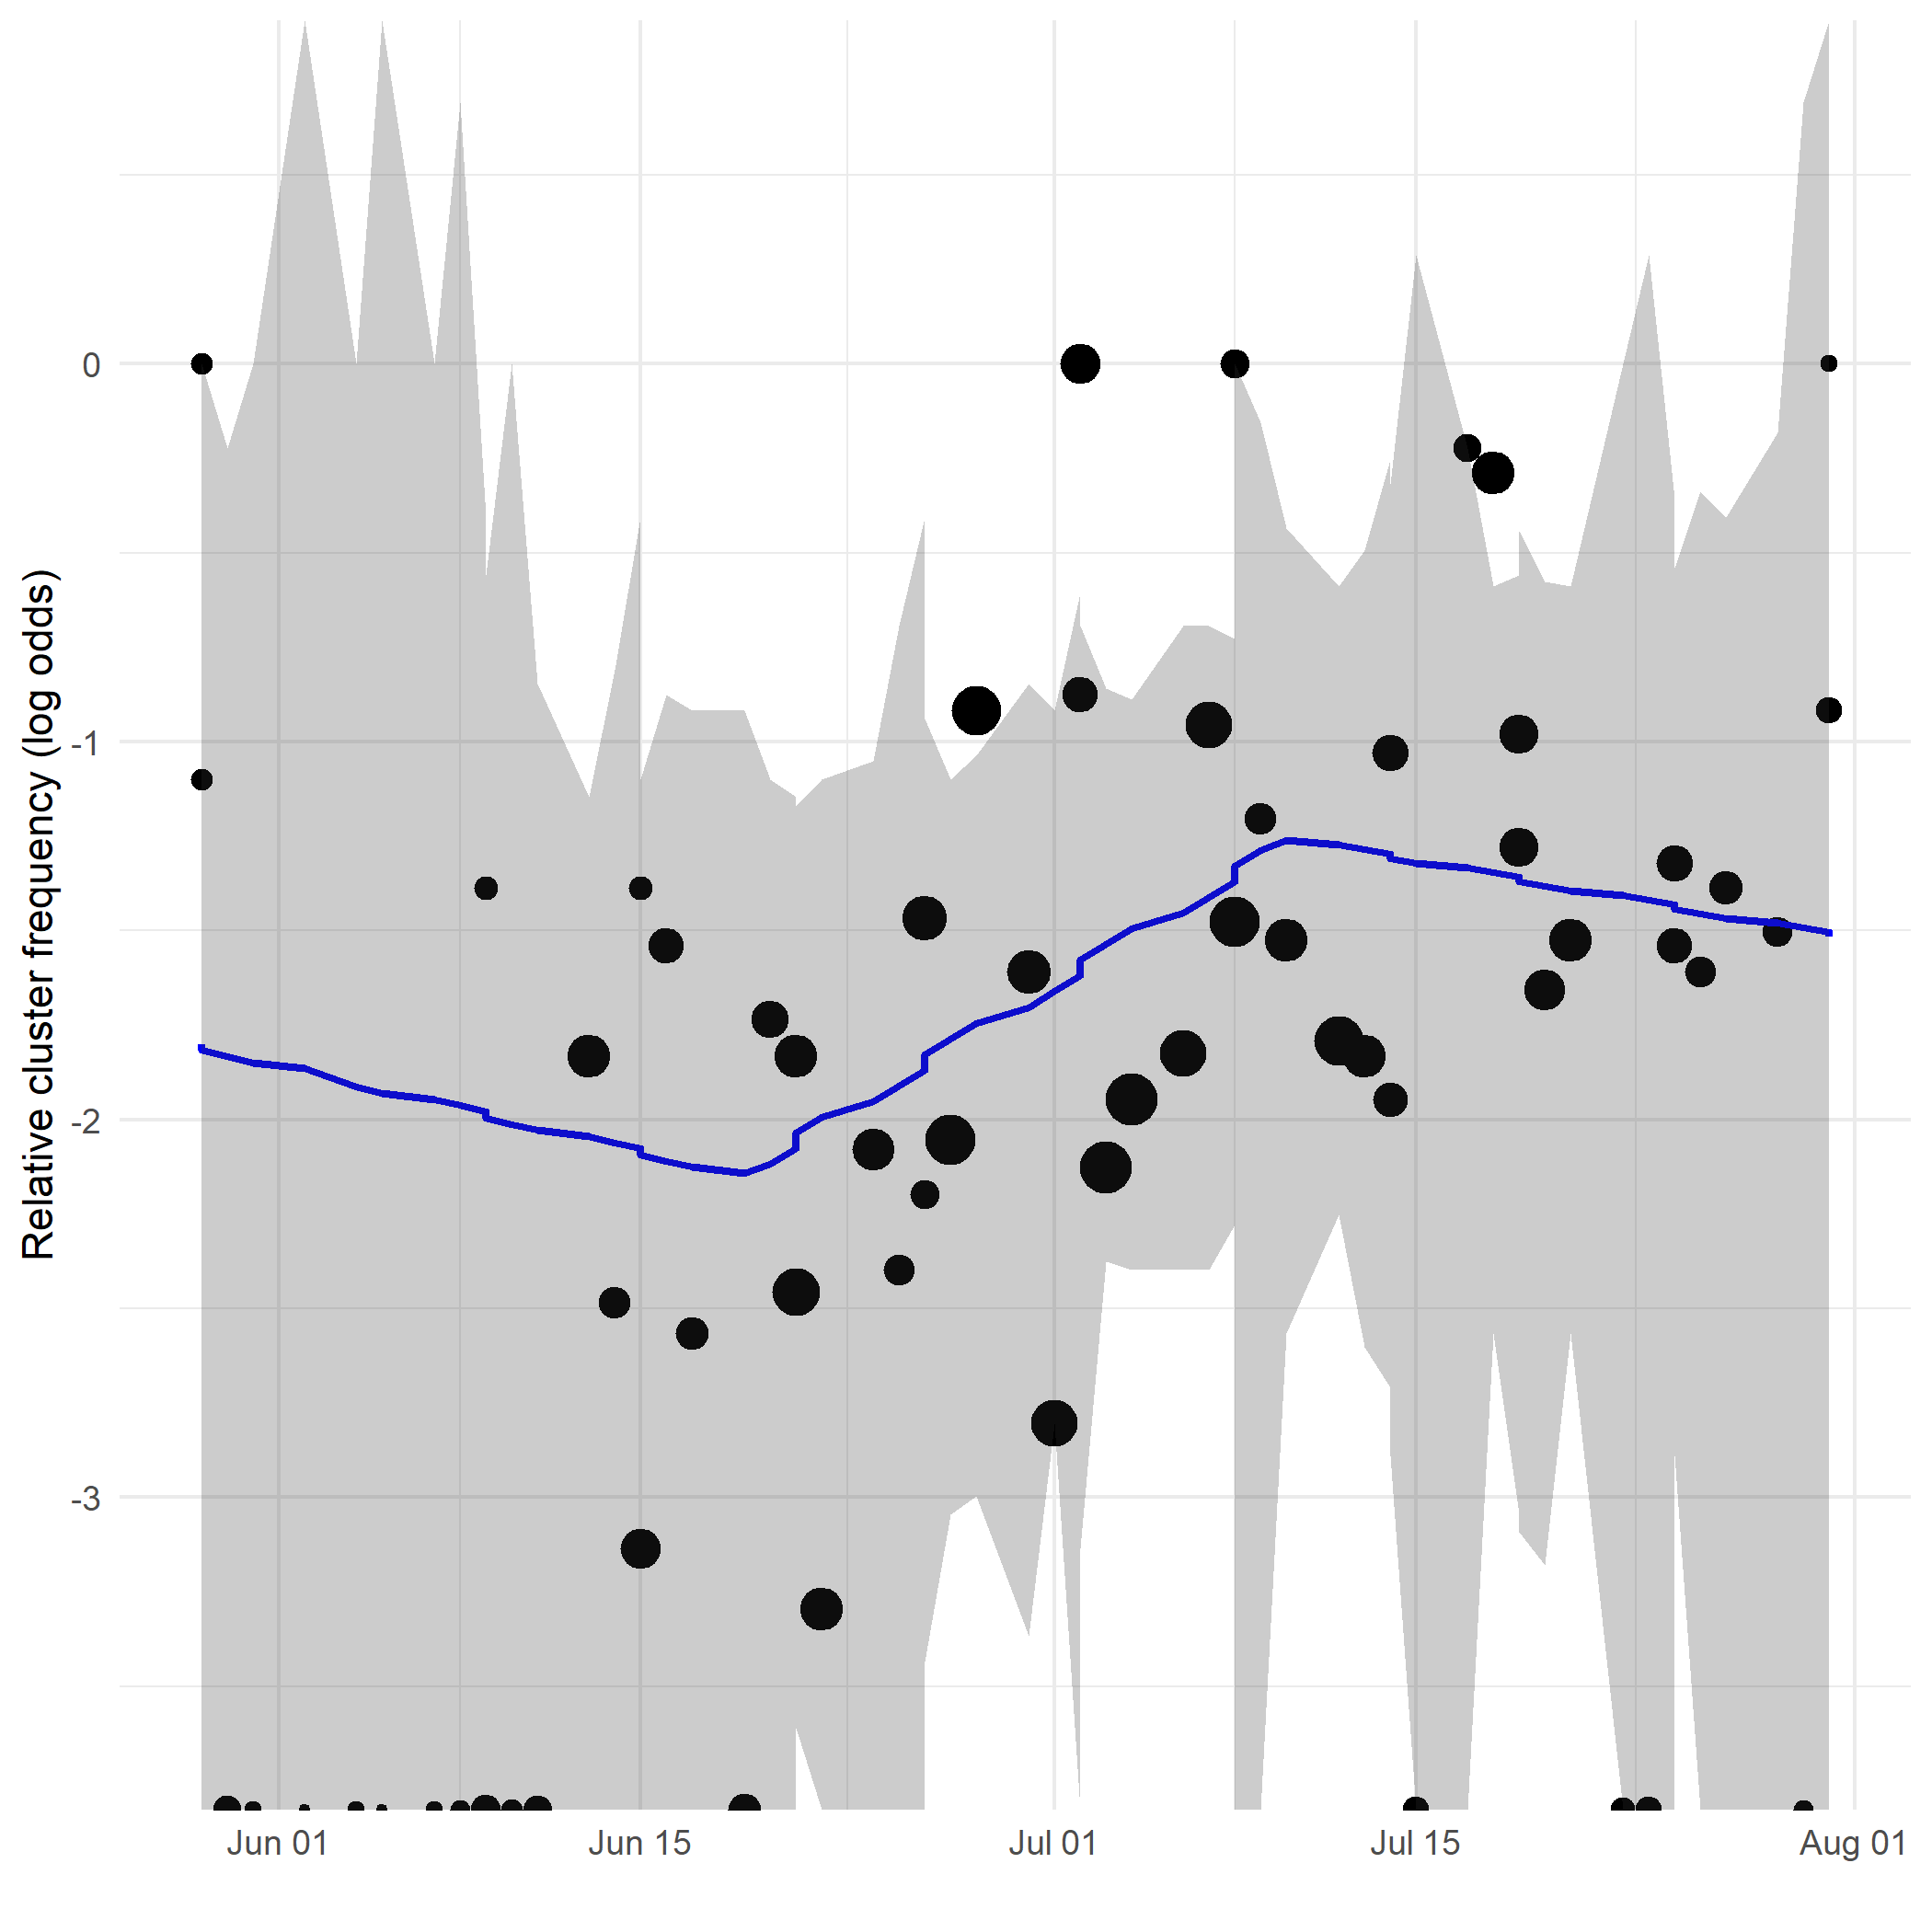 Relative cluster frequency (log odds)
0
-1
-2
-3
Jun 01
Jun 15
Jul 01
Jul 15
Aug 01